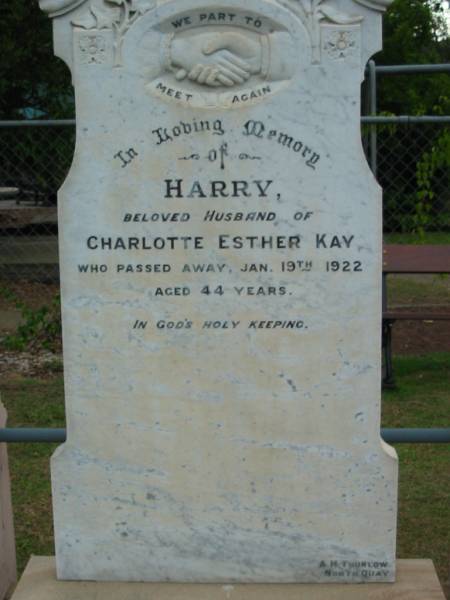 WE PART TO
MEET AGAIN
In Loving Memory
of
HARRY,
BELOVED HUSBAND OF
CHARLOTTE ESTHER KAY
WHO PASSED AWAY, JAN. 19TH 1922
AGED 44 YEARS.
IN GOD'S HOLY KEEPING.
A.H. THURLOW
NORTH QUAY